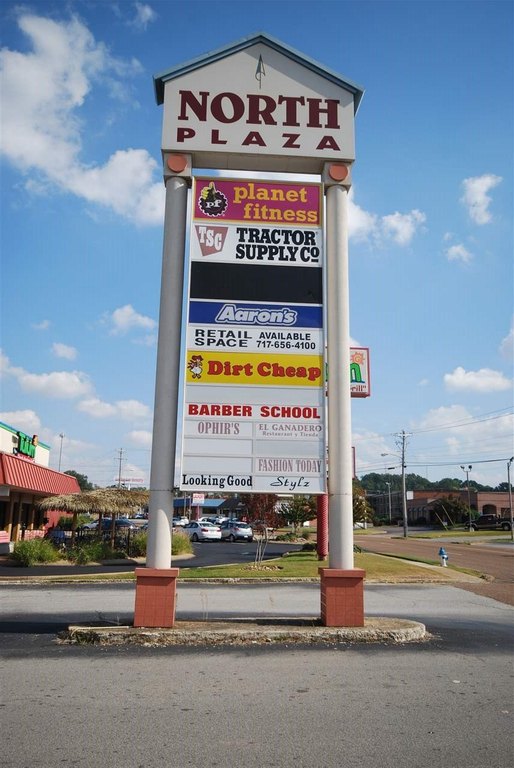 NORTH
PLAZA
pf planet
fitness
TSC TRACTOR
SUPPLY CO
Aaron's
RETAIL AVAILABLE
SPACE 717-656-4100
Dirt Cheap
BARBER SCHOOL
OPHIR'S EL GANADERO
Restaurant y Tienda
FASHION TODAY
Looking Good Stylz